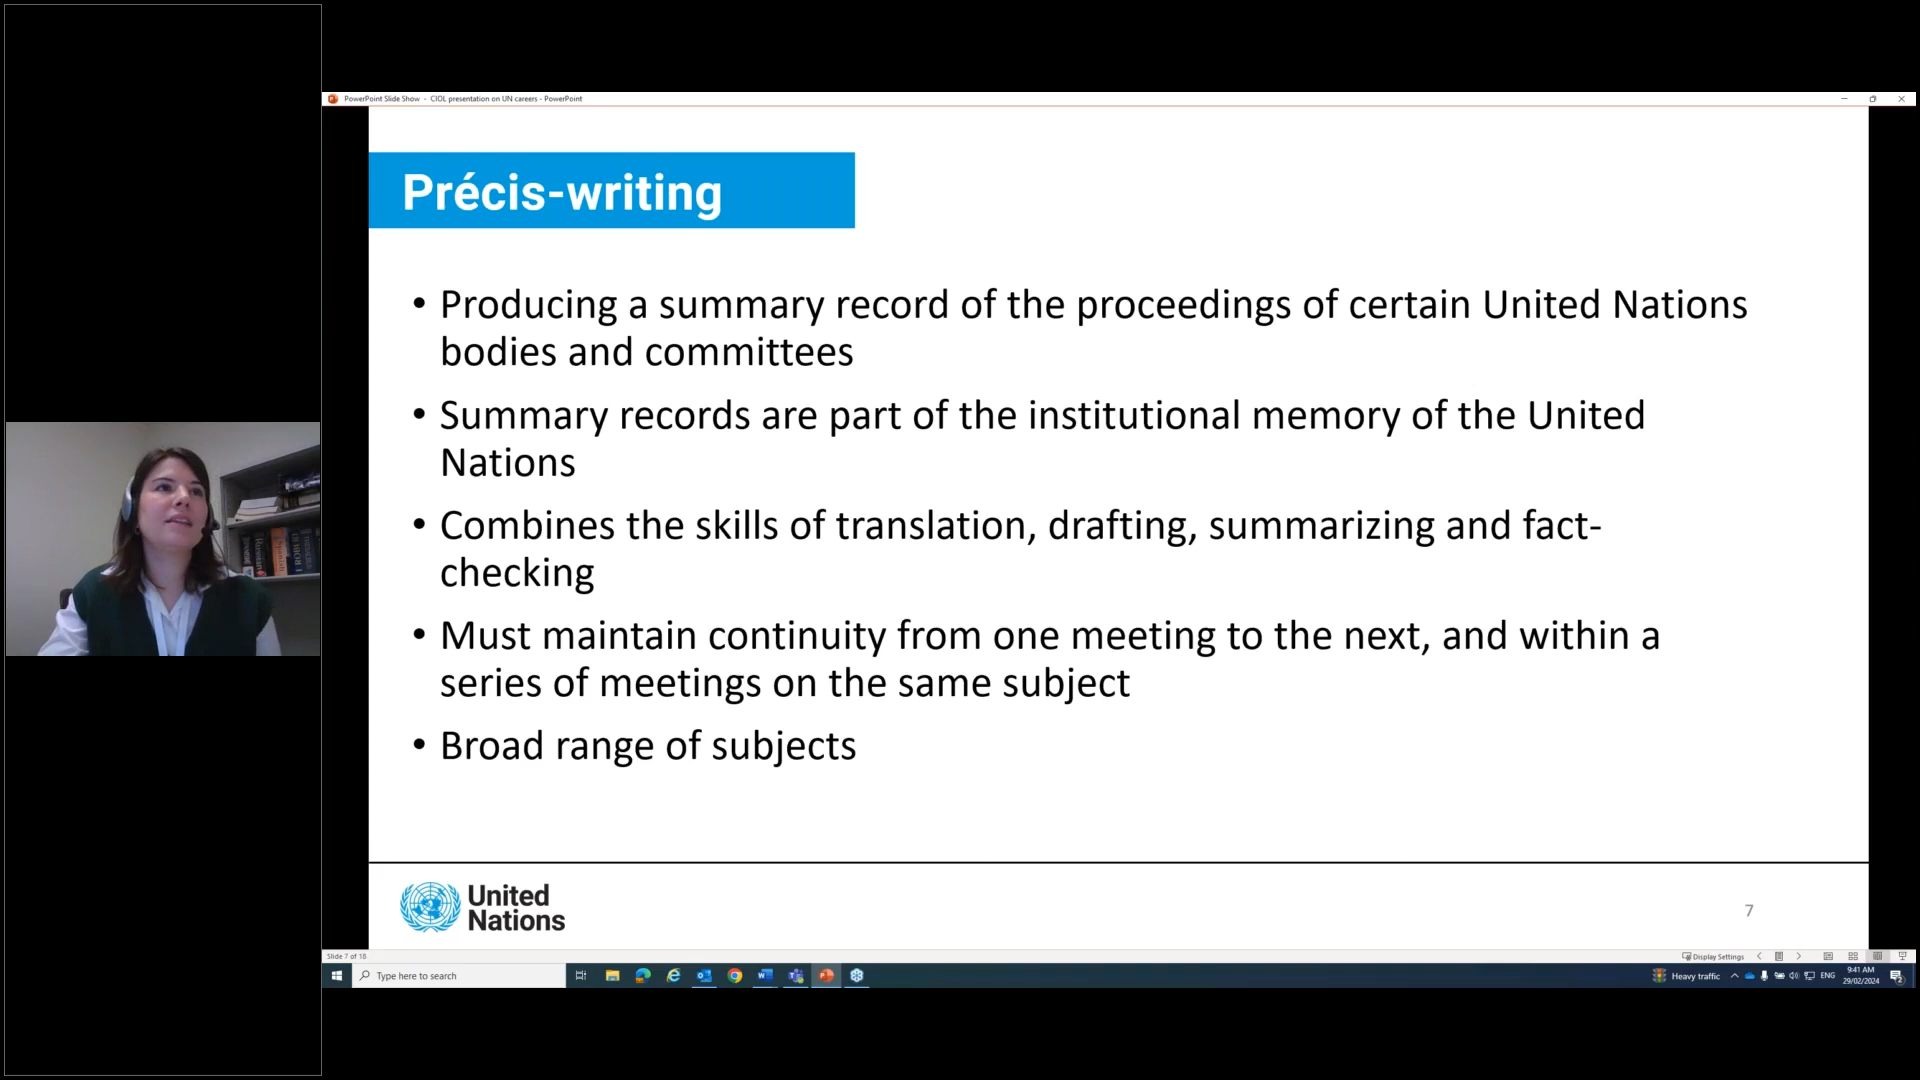 PowerPoint Slide Show - CIOL presentation on UN careers - PowerPoint
Précis-writing
• Producing a summary record of the proceedings of certain United Nations
bodies and committees
• Summary records are part of the institutional memory of the United
Nations
• Combines the skills of translation, drafting, summarizing and fact-
checking
• Must maintain continuity from one meeting to the next, and within a
series of meetings on the same subject
• Broad range of subjects
United
Nations
7
Slide 7 of 18
Display Settings
Type here to search
Heavy traffic
ENG
9:41 AM
29/02/2024